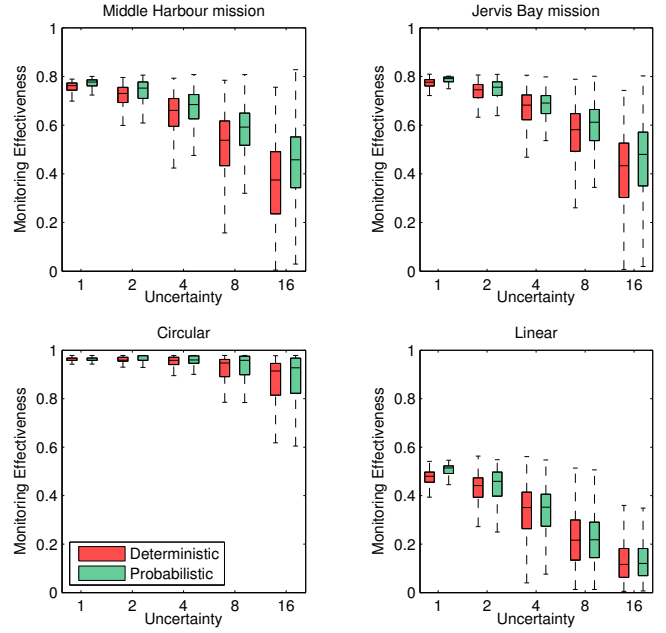 Middle Harbour mission
1
0.8
0.6
0.4
0.2
0
Monitoring Effectiveness
1 2 4 8 16
Uncertainty
Jervis Bay mission
1
0.8
0.6
0.4
0.2
0
Monitoring Effectiveness
1 2 4 8 16
Uncertainty
Circular
1
0.8
0.6
0.4
0.2
0
Monitoring Effectiveness
Deterministic
Probabilistic
1 2 4 8 16
Uncertainty
Linear
1
0.8
0.6
0.4
0.2
0
Monitoring Effectiveness
1 2 4 8 16
Uncertainty